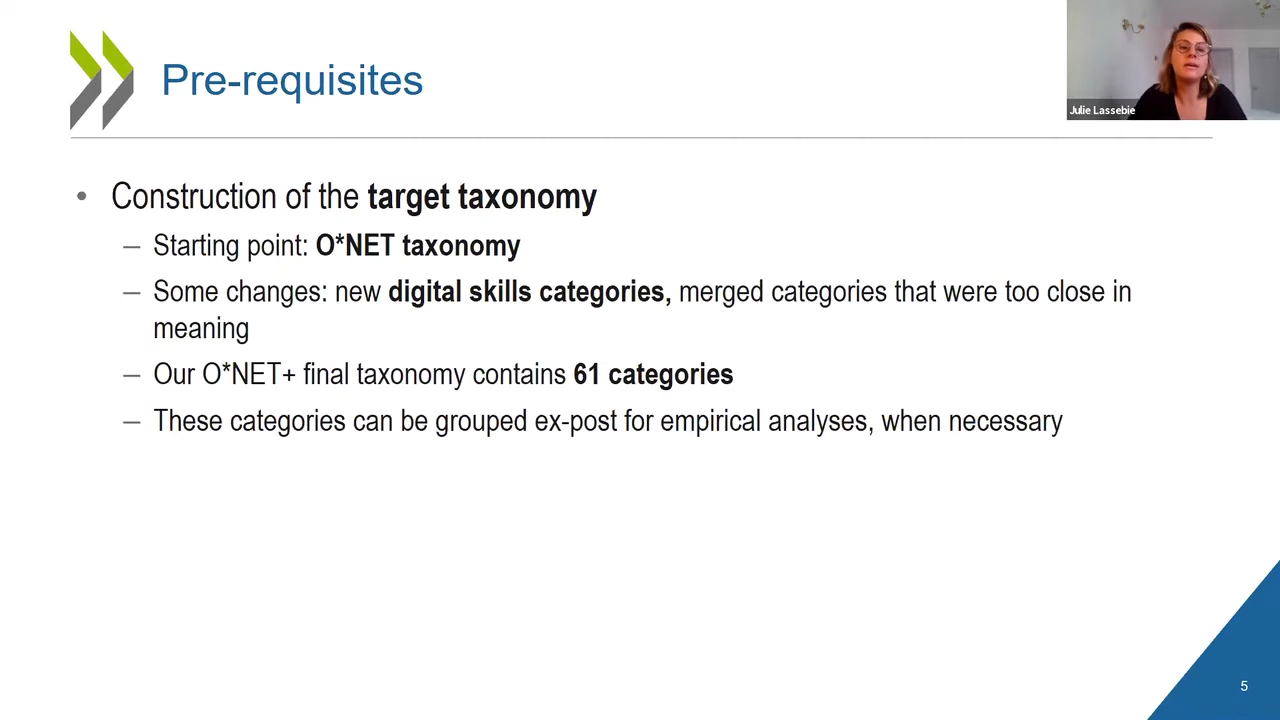 Pre-requisites
Julie Lassebie
• Construction of the target taxonomy
– Starting point: O*NET taxonomy
– Some changes: new digital skills categories, merged categories that were too close in
meaning
– Our O*NET+ final taxonomy contains 61 categories
– These categories can be grouped ex-post for empirical analyses, when necessary
5